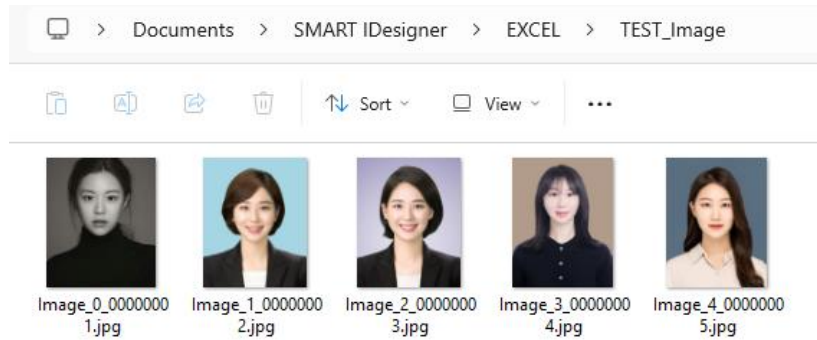 > Documents > SMART IDesigner > EXCEL > TEST_Image
A Sort View ...
Image_0_0000000 Image_1_0000000 Image_2_0000000 Image_3_0000000 Image_4_0000000
1.jpg 2.jpg 3.jpg 4.jpg 5.jpg